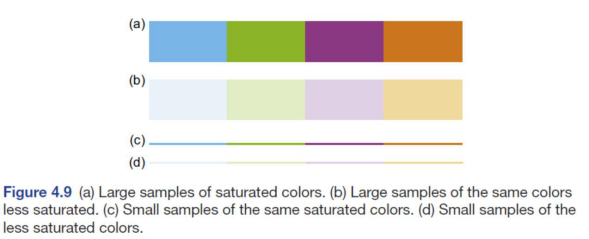 (a)
(b)
(c)
(d)
Figure 4.9 (a) Large samples of saturated colors. (b) Large samples of the same colors
less saturated. (c) Small samples of the same saturated colors. (d) Small samples of the
less saturated colors.